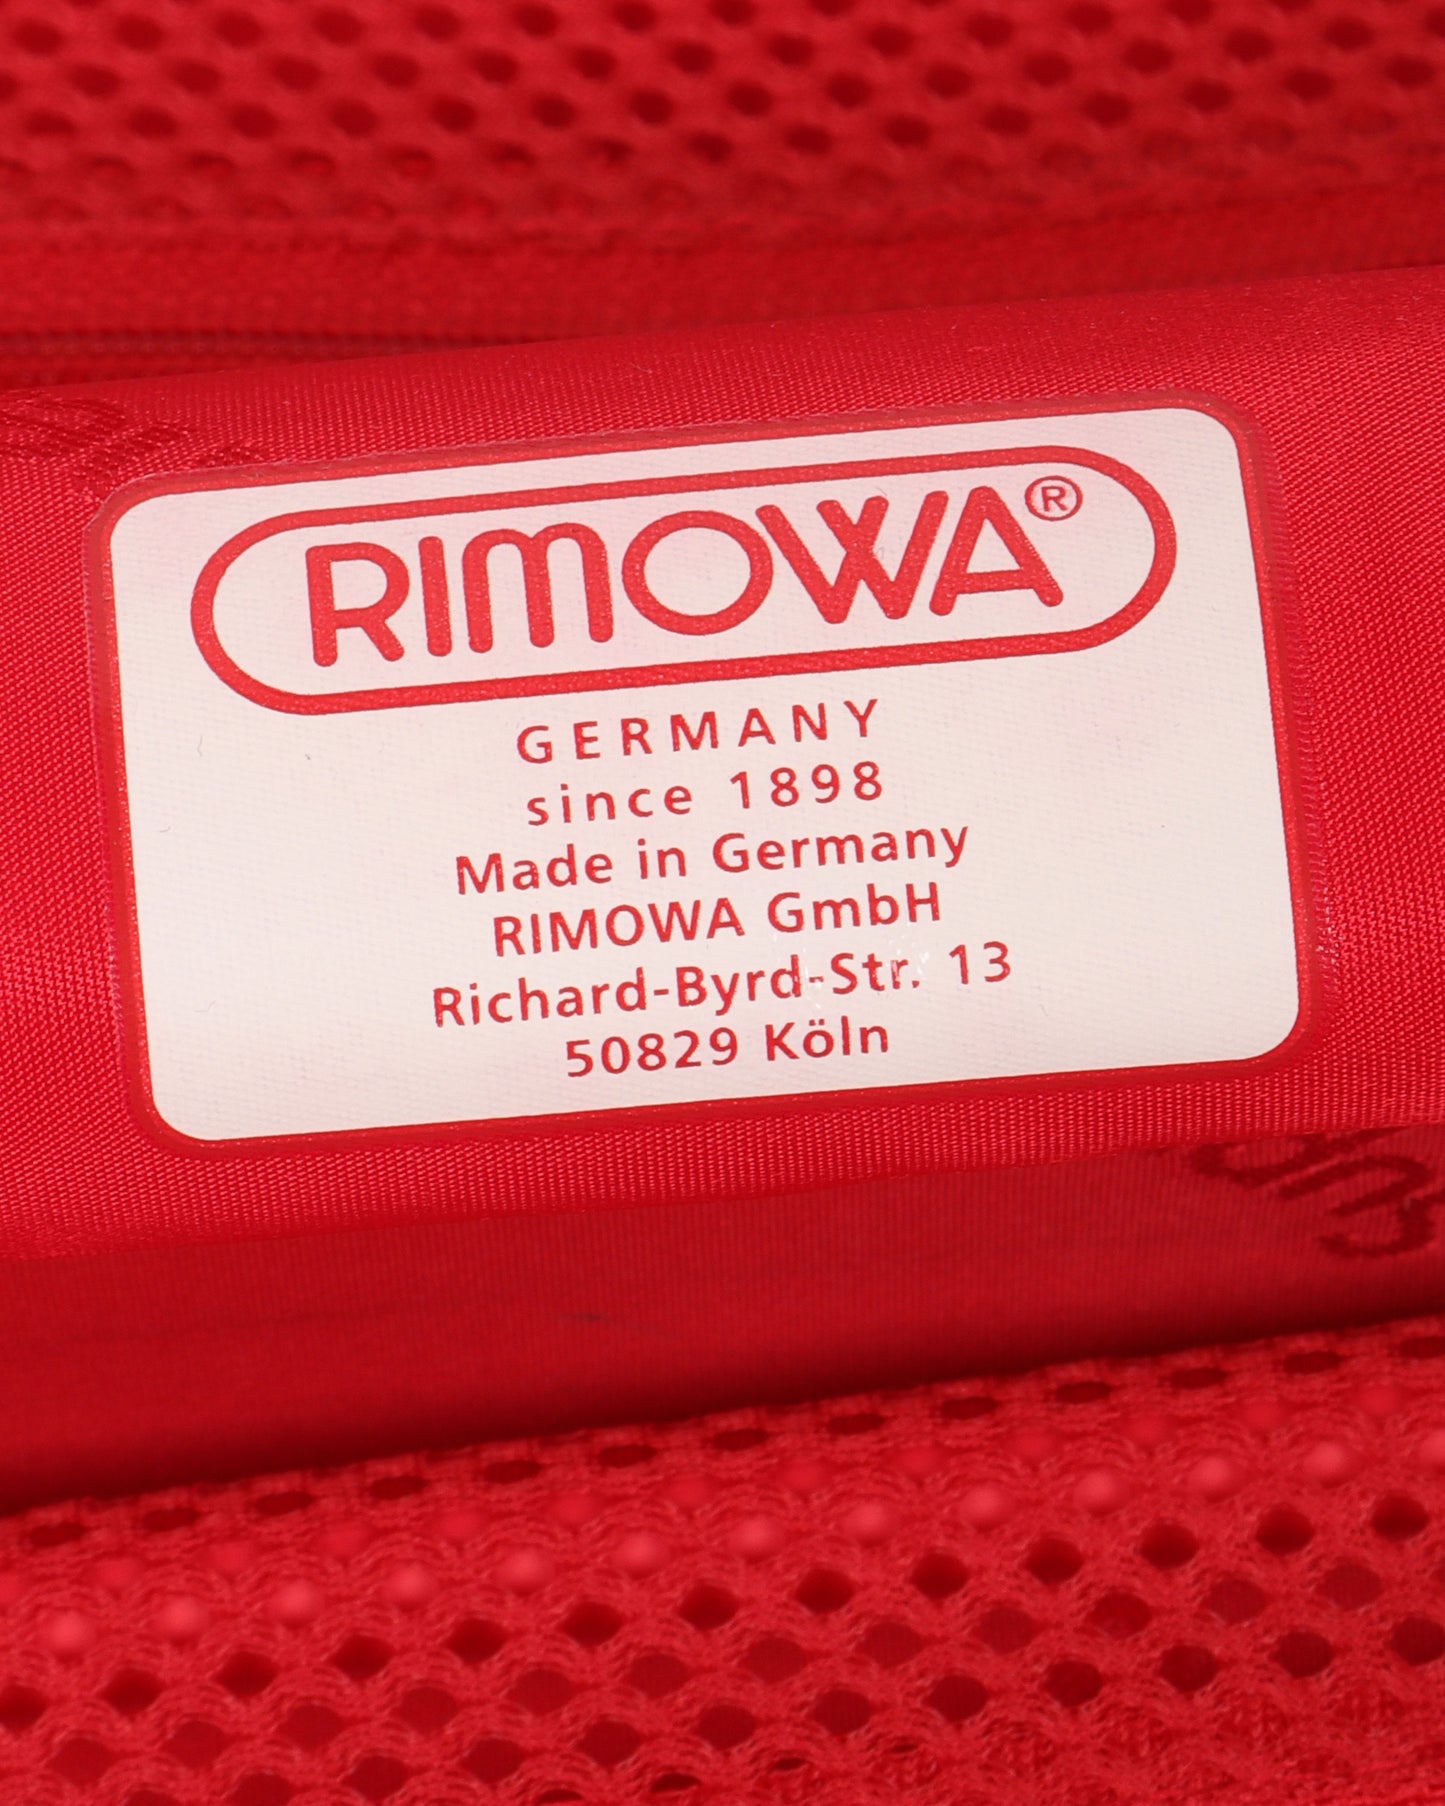 RIMOWA®
GERMANY
since 1898
Made in Germany
RIMOWA GmbH
Richard-Byrd-Str. 13
50829 Köln